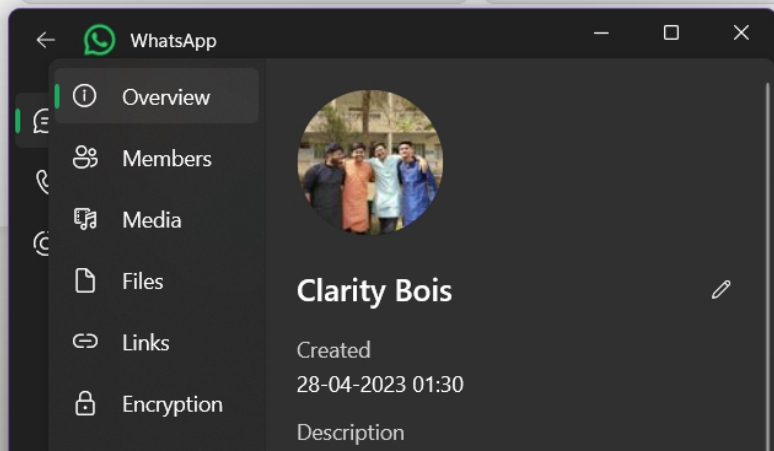 WhatsApp
Overview
Members
Media
Files
Links
Encryption
Clarity Bois
Created
28-04-2023 01:30
Description